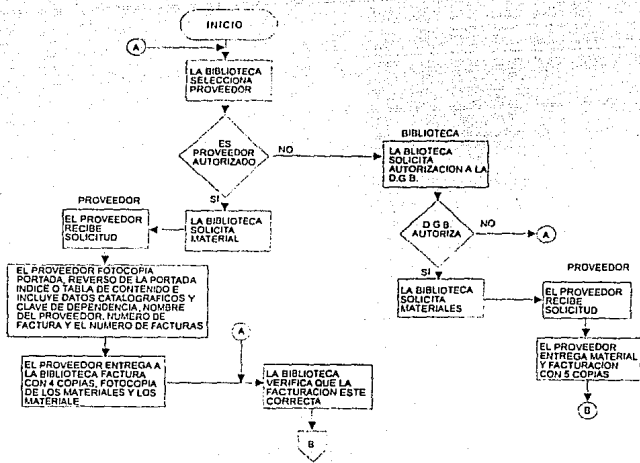 INICIO
A
LA BIBLIOTECA
SELECCIONA
PROVEEDOR
ES
PROVEEDOR
AUTORIZADO
NO
SI
BIBLIOTECA
LA BLIOTECA
SOLICITA
AUTORIZACION A LA
D.G.B.
D.G.B.
AUTORIZA
NO
A
SI
PROVEEDOR
EL PROVEEDOR
RECIBE
SOLICITUD
LA BIBLIOTECA
SOLICITA
MATERIAL
EL PROVEEDOR FOTOCOPIA
PORTADA, REVERSO DE LA PORTADA
INDICE O TABLA DE CONTENIDO E
INCLUYE DATOS CATALOGRAFICOS Y
CLAVE DE DEPENDENCIA, NOMBRE
DEL PROVEEDOR, NUMERO DE
FACTURA Y EL NUMERO DE FACTURAS
LA BIBLIOTECA
SOLICITA
MATERIALES
PROVEEDOR
EL PROVEEDOR
RECIBE
SOLICITUD
EL PROVEEDOR ENTREGA A
LA BIBLIOTECA FACTURA
CON 4 COPIAS, FOTOCOPIA
DE LOS MATERIALES Y LOS
MATERIALE
A
LA BIBLIOTECA
VERIFICA QUE LA
FACTURACION ESTE
CORRECTA
B
EL PROVEEDOR
ENTREGA MATERIAL
Y FACTURACION
CON 5 COPIAS
B